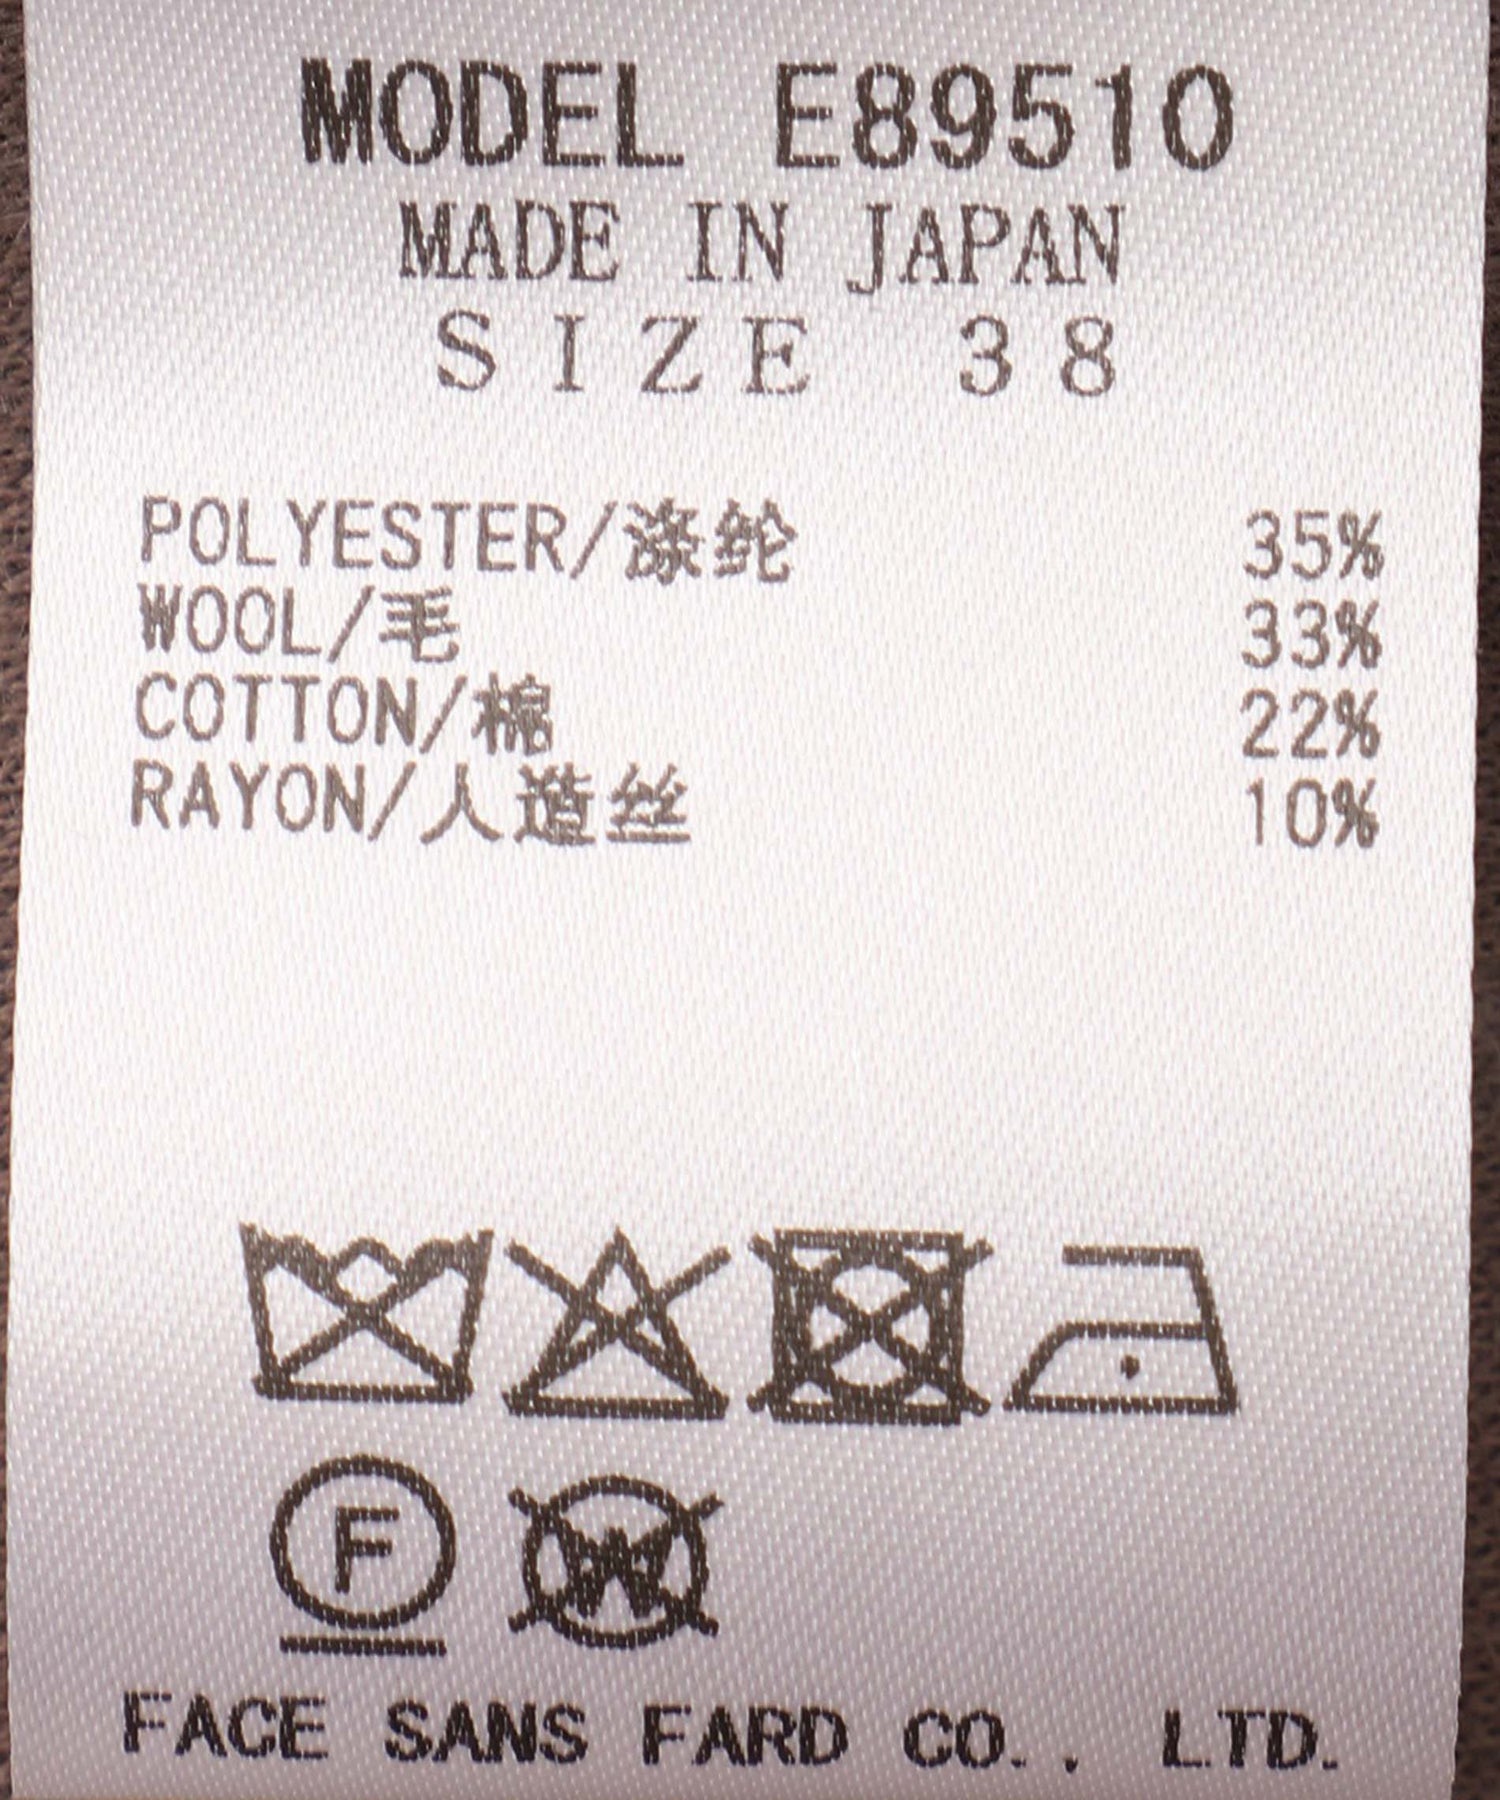 MODEL E89510
MADE IN JAPAN
SIZE 38
POLYESTER/涤纶 35%
WOOL/毛 33%
COTTON/棉 22%
RAYON/人造丝 10%
F
W
FACE SANS FARD CO., LTD.